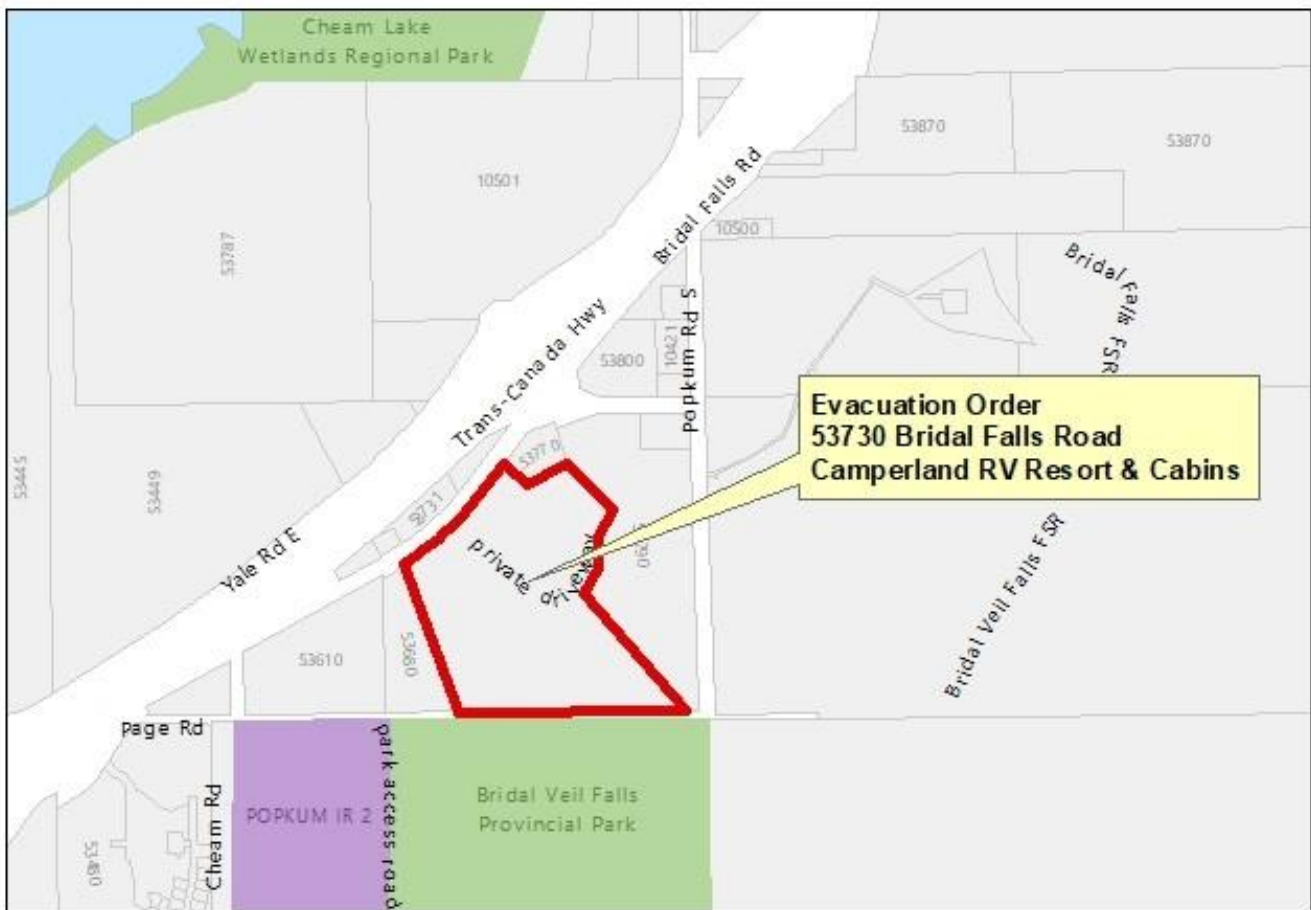 Cheam Lake
Wetlands Regional Park
53870
53870
10501
Bridal Falls Rd
10500
53787
Bridal Falls FSR
Popkum Rd S
Trans-Canada Hwy
53800
10421
Evacuation Order
53730 Bridal Falls Road
Camperland RV Resort & Cabins
53770
53445
53449
private driveway
Yale Rd E
Bridal Veil Falls FSR
53610
53680
Page Rd
park access road
Bridal Veil Falls
Provincial Park
POPKUM IR 2
Cheam Rd
53480